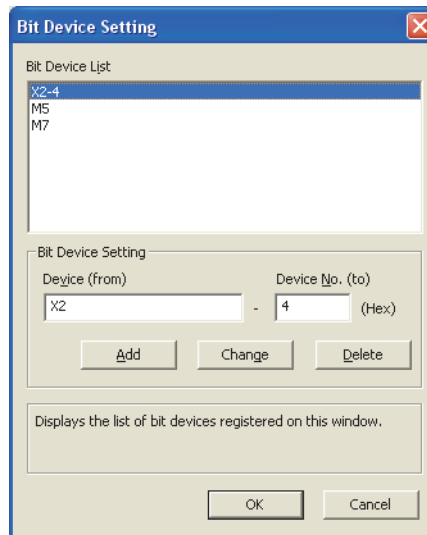 Bit Device Setting
Bit Device List
X2-4
M5
M7
Bit Device Setting
Device (from)
Device No. (to)
X2 - 4 (Hex)
Add Change Delete
Displays the list of bit devices registered on this window.
OK Cancel